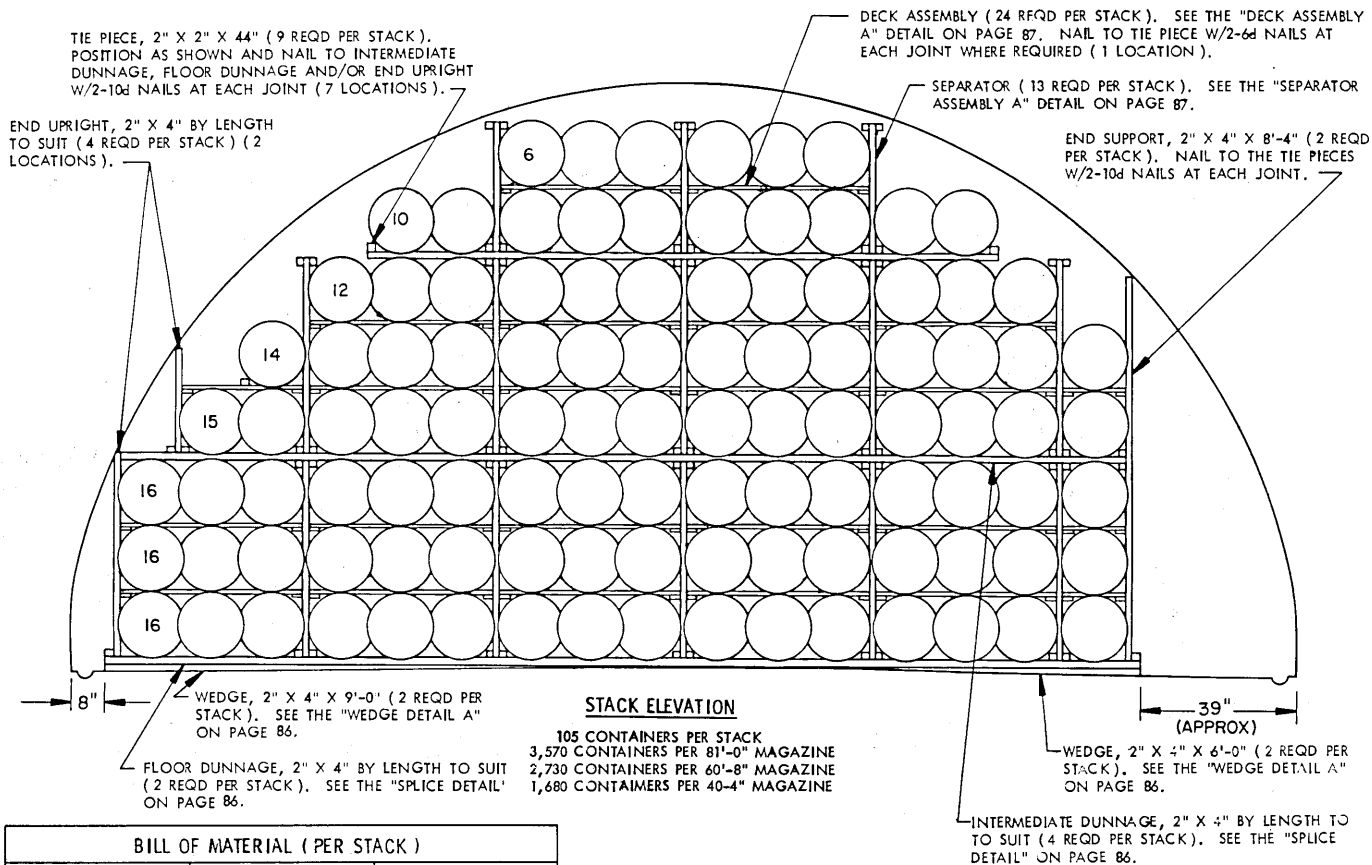 TIE PIECE, 2" X 2" X 44" (9 REQD PER STACK).
POSITION AS SHOWN AND NAIL TO INTERMEDIATE
DUNNAGE, FLOOR DUNNAGE AND/OR END UPRIGHT
W/2-10d NAILS AT EACH JOINT (7 LOCATIONS).
END UPRIGHT, 2" X 4" BY LENGTH
TO SUIT (4 REQD PER STACK) (2
LOCATIONS).
DECK ASSEMBLY (24 REQD PER STACK). SEE THE "DECK ASSEMBLY
A" DETAIL ON PAGE 87. NAIL TO TIE PIECE W/2-6d NAILS AT
EACH JOINT WHERE REQUIRED (1 LOCATION).
SEPARATOR (13 REQD PER STACK). SEE THE "SEPARATOR
ASSEMBLY A" DETAIL ON PAGE 87.
END SUPPORT, 2" X 4" X 8'-4" (2 REQD
PER STACK). NAIL TO THE TIE PIECES
W/2-10d NAILS AT EACH JOINT.
6
10
12
14
15
16
16
16
8"
39"
(APPROX)
WEDGE, 2" X 4" X 9'-0" (2 REQD PER
STACK). SEE THE "WEDGE DETAIL A"
ON PAGE 86.
FLOOR DUNNAGE, 2" X 4" BY LENGTH TO SUIT
(2 REQD PER STACK). SEE THE "SPLICE DETAIL'
ON PAGE 86.
STACK ELEVATION
105 CONTAINERS PER STACK
3,570 CONTAINERS PER 81'-0" MAGAZINE
2,730 CONTAINERS PER 60'-8" MAGAZINE
1,680 CONTAIMERS PER 40-4" MAGAZINE
WEDGE, 2" X 4" X 6'-0" (2 REQD PER
STACK). SEE THE "WEDGE DETAIL A"
ON PAGE 86.
INTERMEDIATE DUNNAGE, 2" X 4" BY LENGTH TO
TO SUIT (4 REQD PER STACK). SEE THE "SPLICE
DETAIL" ON PAGE 86.
BILL OF MATERIAL (PER STACK)